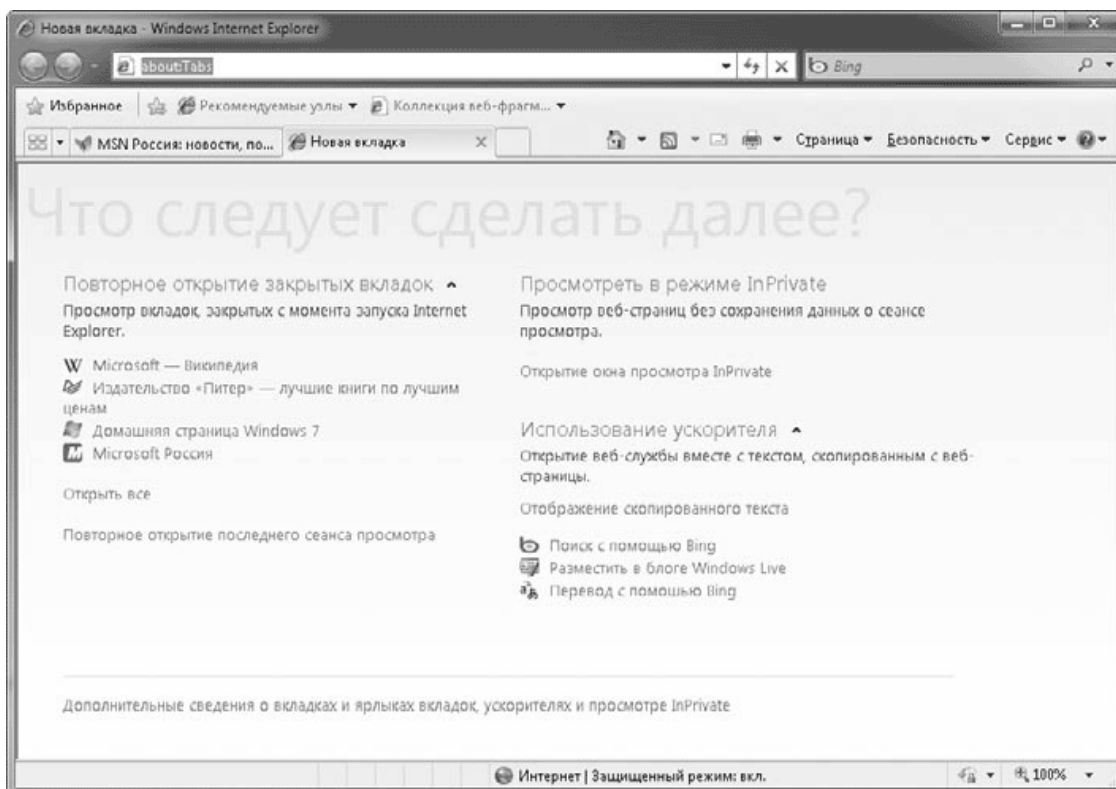 Новая вкладка - Windows Internet Explorer
about:Tabs
Bing
Избранное
Рекомендуемые узлы
Коллекция веб-фрагм...
MSN Россия: новости, по...
Новая вкладка
Страница
Безопасность
Сервис
Что следует сделать далее?
Повторное открытие закрытых вкладок
Просмотр вкладок, закрытых с момента запуска Internet
Explorer.
Microsoft — Википедия
Издательство «Питер» — лучшие книги по лучшим
ценам
Домашняя страница Windows 7
Microsoft Россия
Открыть все
Повторное открытие последнего сеанса просмотра
Просмотреть в режиме InPrivate
Просмотр веб-страниц без сохранения данных о сеансе
просмотра.
Открытие окна просмотра InPrivate
Использование ускорителя
Открытие веб-службы вместе с текстом, скопированным с веб-
страницы.
Отображение скопированного текста
Поиск с помощью Bing
Разместить в блоге Windows Live
Перевод с помощью Bing
Дополнительные сведения о вкладках и ярлыках вкладок, ускорителях и просмотре InPrivate
Интернет | Защищенный режим: вкл.
100%